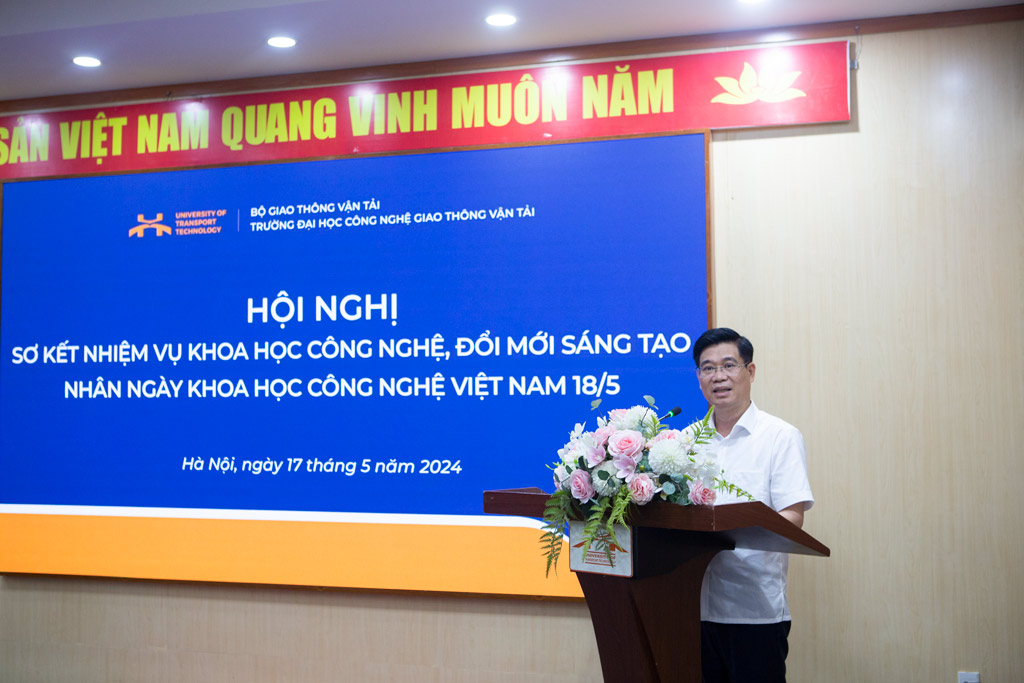 SẢN VIỆT NAM QUANG VINH MUÔN NĂM
UNIVERSITY OF
TRANSPORT
TECHNOLOGY
BỘ GIAO THÔNG VẬN TẢI
TRƯỜNG ĐẠI HỌC CÔNG NGHỆ GIAO THÔNG VẬN TẢI
HỘI NGHỊ
SƠ KẾT NHIỆM VỤ KHOA HỌC CÔNG NGHỆ, ĐỔI MỚI SÁNG TẠO
NHÂN NGÀY KHOA HỌC CÔNG NGHỆ VIỆT NAM 18/5
Hà Nội, ngày 17 tháng 5 năm 2024